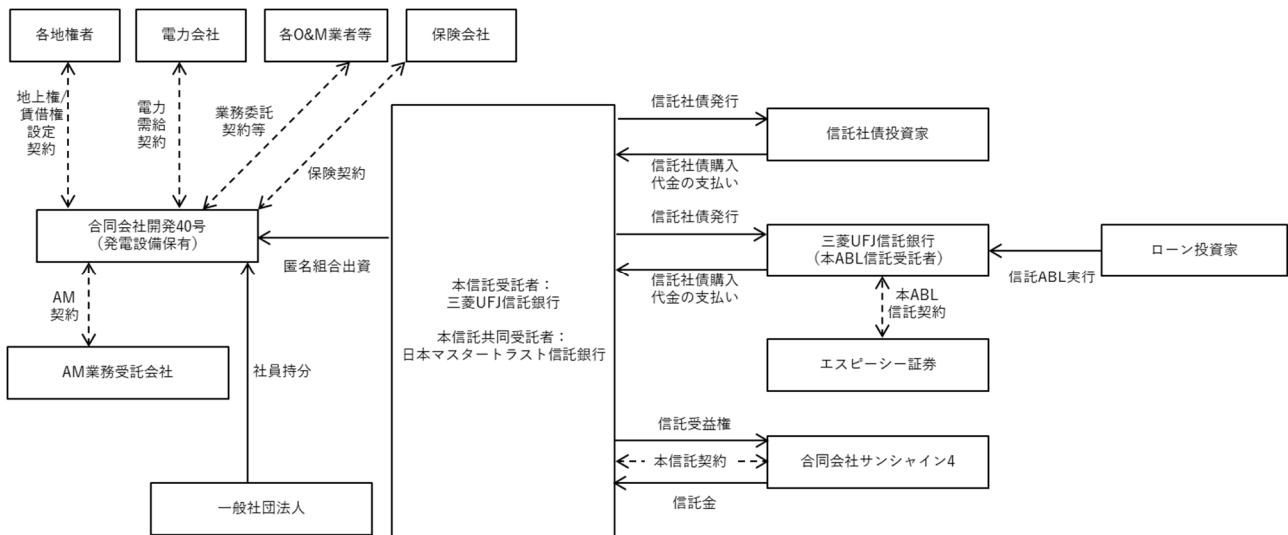 各地権者
電力会社
各O&M業者等
保険会社
地上権/
賃借権
設定
契約
電力
需給
契約
業務委託
契約等
保険契約
合同会社開発40号
（発電設備保有）
匿名組合出資
AM
契約
AM業務受託会社
社員持分
一般社団法人
本信託受託者：
三菱UFJ信託銀行
本信託共同受託者：
日本マスタートラスト信託銀行
信託社債発行
信託社債購入
代金の支払い
信託社債投資家
信託社債発行
信託社債購入
代金の支払い
三菱UFJ信託銀行
（本ABL信託受託者）
信託ABL実行
ローン投資家
本ABL
信託契約
エスピーシー証券
信託受益権
本信託契約
信託金
合同会社サンシャイン4